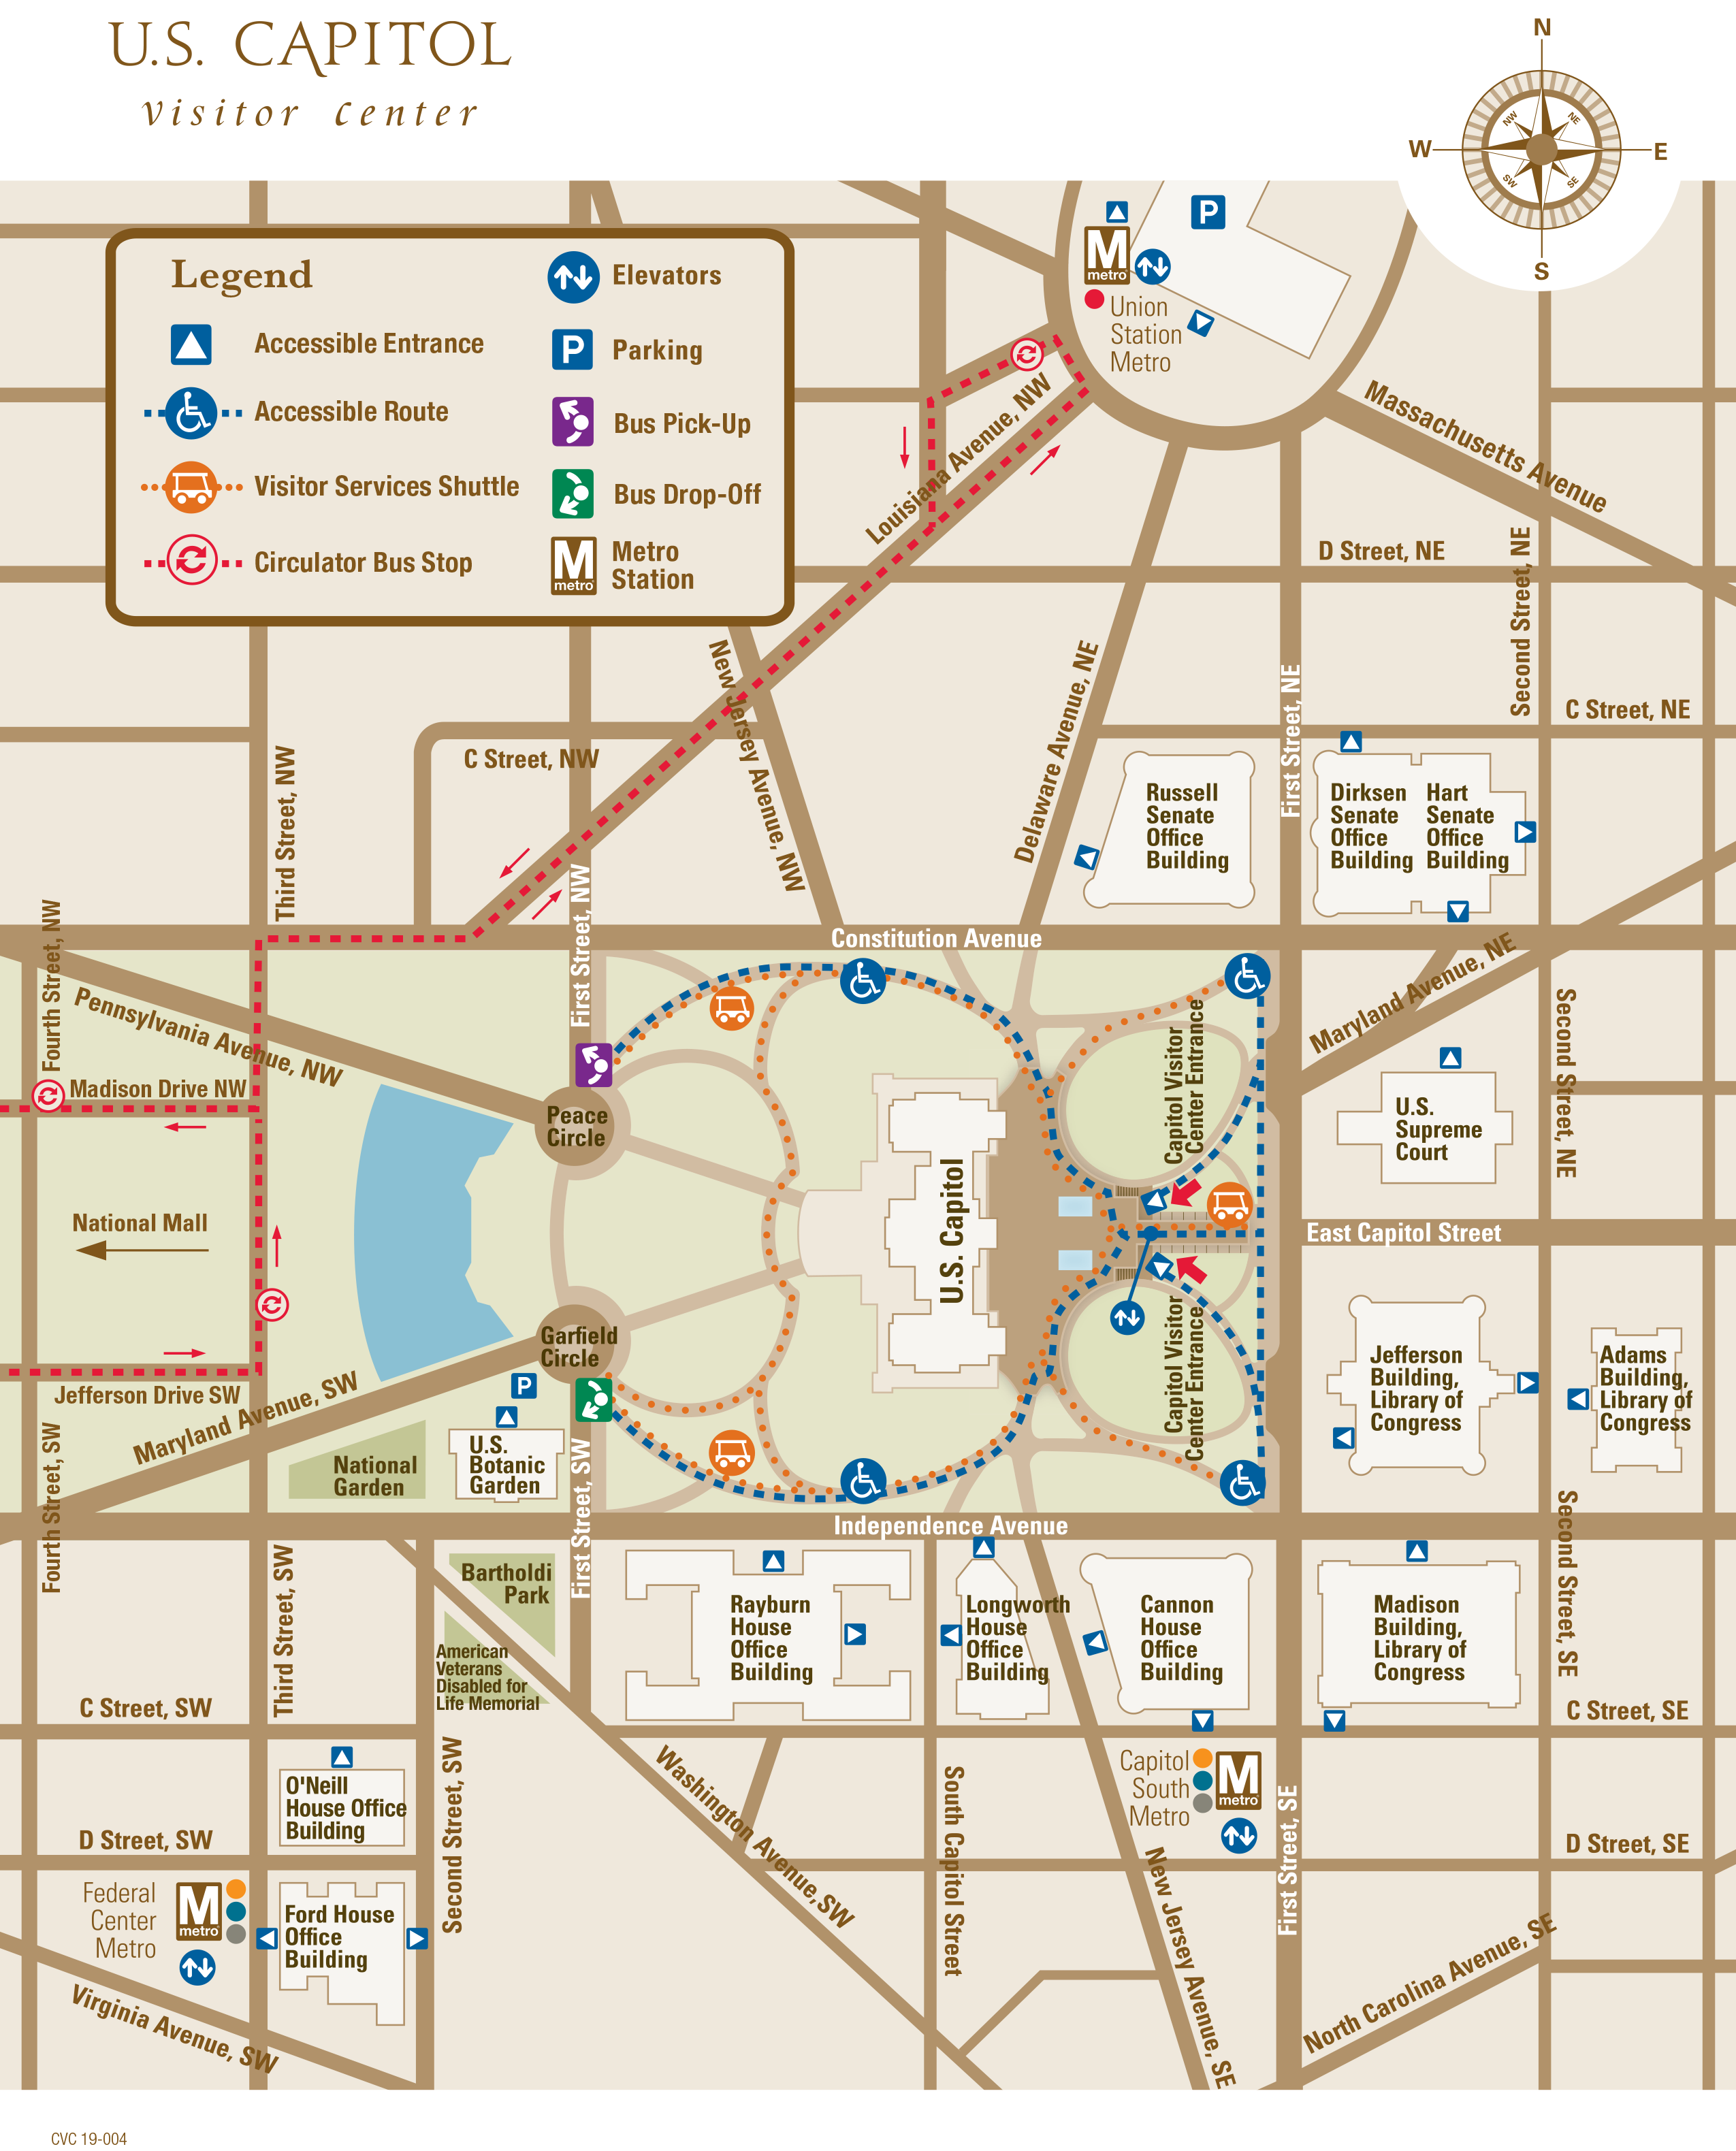 U.S. CAPITOL
visitor center
N
NW
NE
W
E
SW
SE
S
Legend
Accessible Entrance
Accessible Route
Visitor Services Shuttle
Circulator Bus Stop
Elevators
P
Parking
Bus Pick-Up
Bus Drop-Off
M
metro
Metro
Station
P
M
metro
Union
Station
Metro
Massachusetts Avenue
Louisiana Avenue, NW
D Street, NE
Second Street, NE
New Jersey Avenue, NW
Delaware Avenue, NE
First Street, NE
C Street, NE
C Street, NW
Third Street, NW
Russell
Senate
Office
Building
Dirksen
Senate
Office
Building
Hart
Senate
Office
Building
First Street, NW
Fourth Street, NW
Constitution Avenue
Maryland Avenue, NE
Pennsylvania Avenue, NW
Madison Drive NW
Second Street, NE
Capitol Visitor
Center Entrance
Peace
Circle
U.S.
Supreme
Court
National Mall
U.S. Capitol
East Capitol Street
Garfield
Circle
Capitol Visitor
Center Entrance
Jefferson
Building,
Library of
Congress
Adams
Building,
Library of
Congress
Jefferson Drive SW
Maryland Avenue, SW
P
National
Garden
U.S.
Botanic
Garden
First Street, SW
Fourth Street, SW
Independence Avenue
Second Street, SE
Third Street, SW
Bartholdi
Park
American
Veterans
Disabled for
Life Memorial
Rayburn
House
Office
Building
Longworth
House
Office
Building
Cannon
House
Office
Building
Madison
Building,
Library of
Congress
C Street, SW
C Street, SE
O'Neill
House Office
Building
Second Street, SW
Washington Avenue, SW
South Capitol Street
Capitol
South
Metro
M
metro
First Street, SE
D Street, SW
D Street, SE
Federal
Center
Metro
M
metro
Ford House
Office
Building
New Jersey Avenue, SE
North Carolina Avenue, SE
Virginia Avenue, SW
CVC 19-004